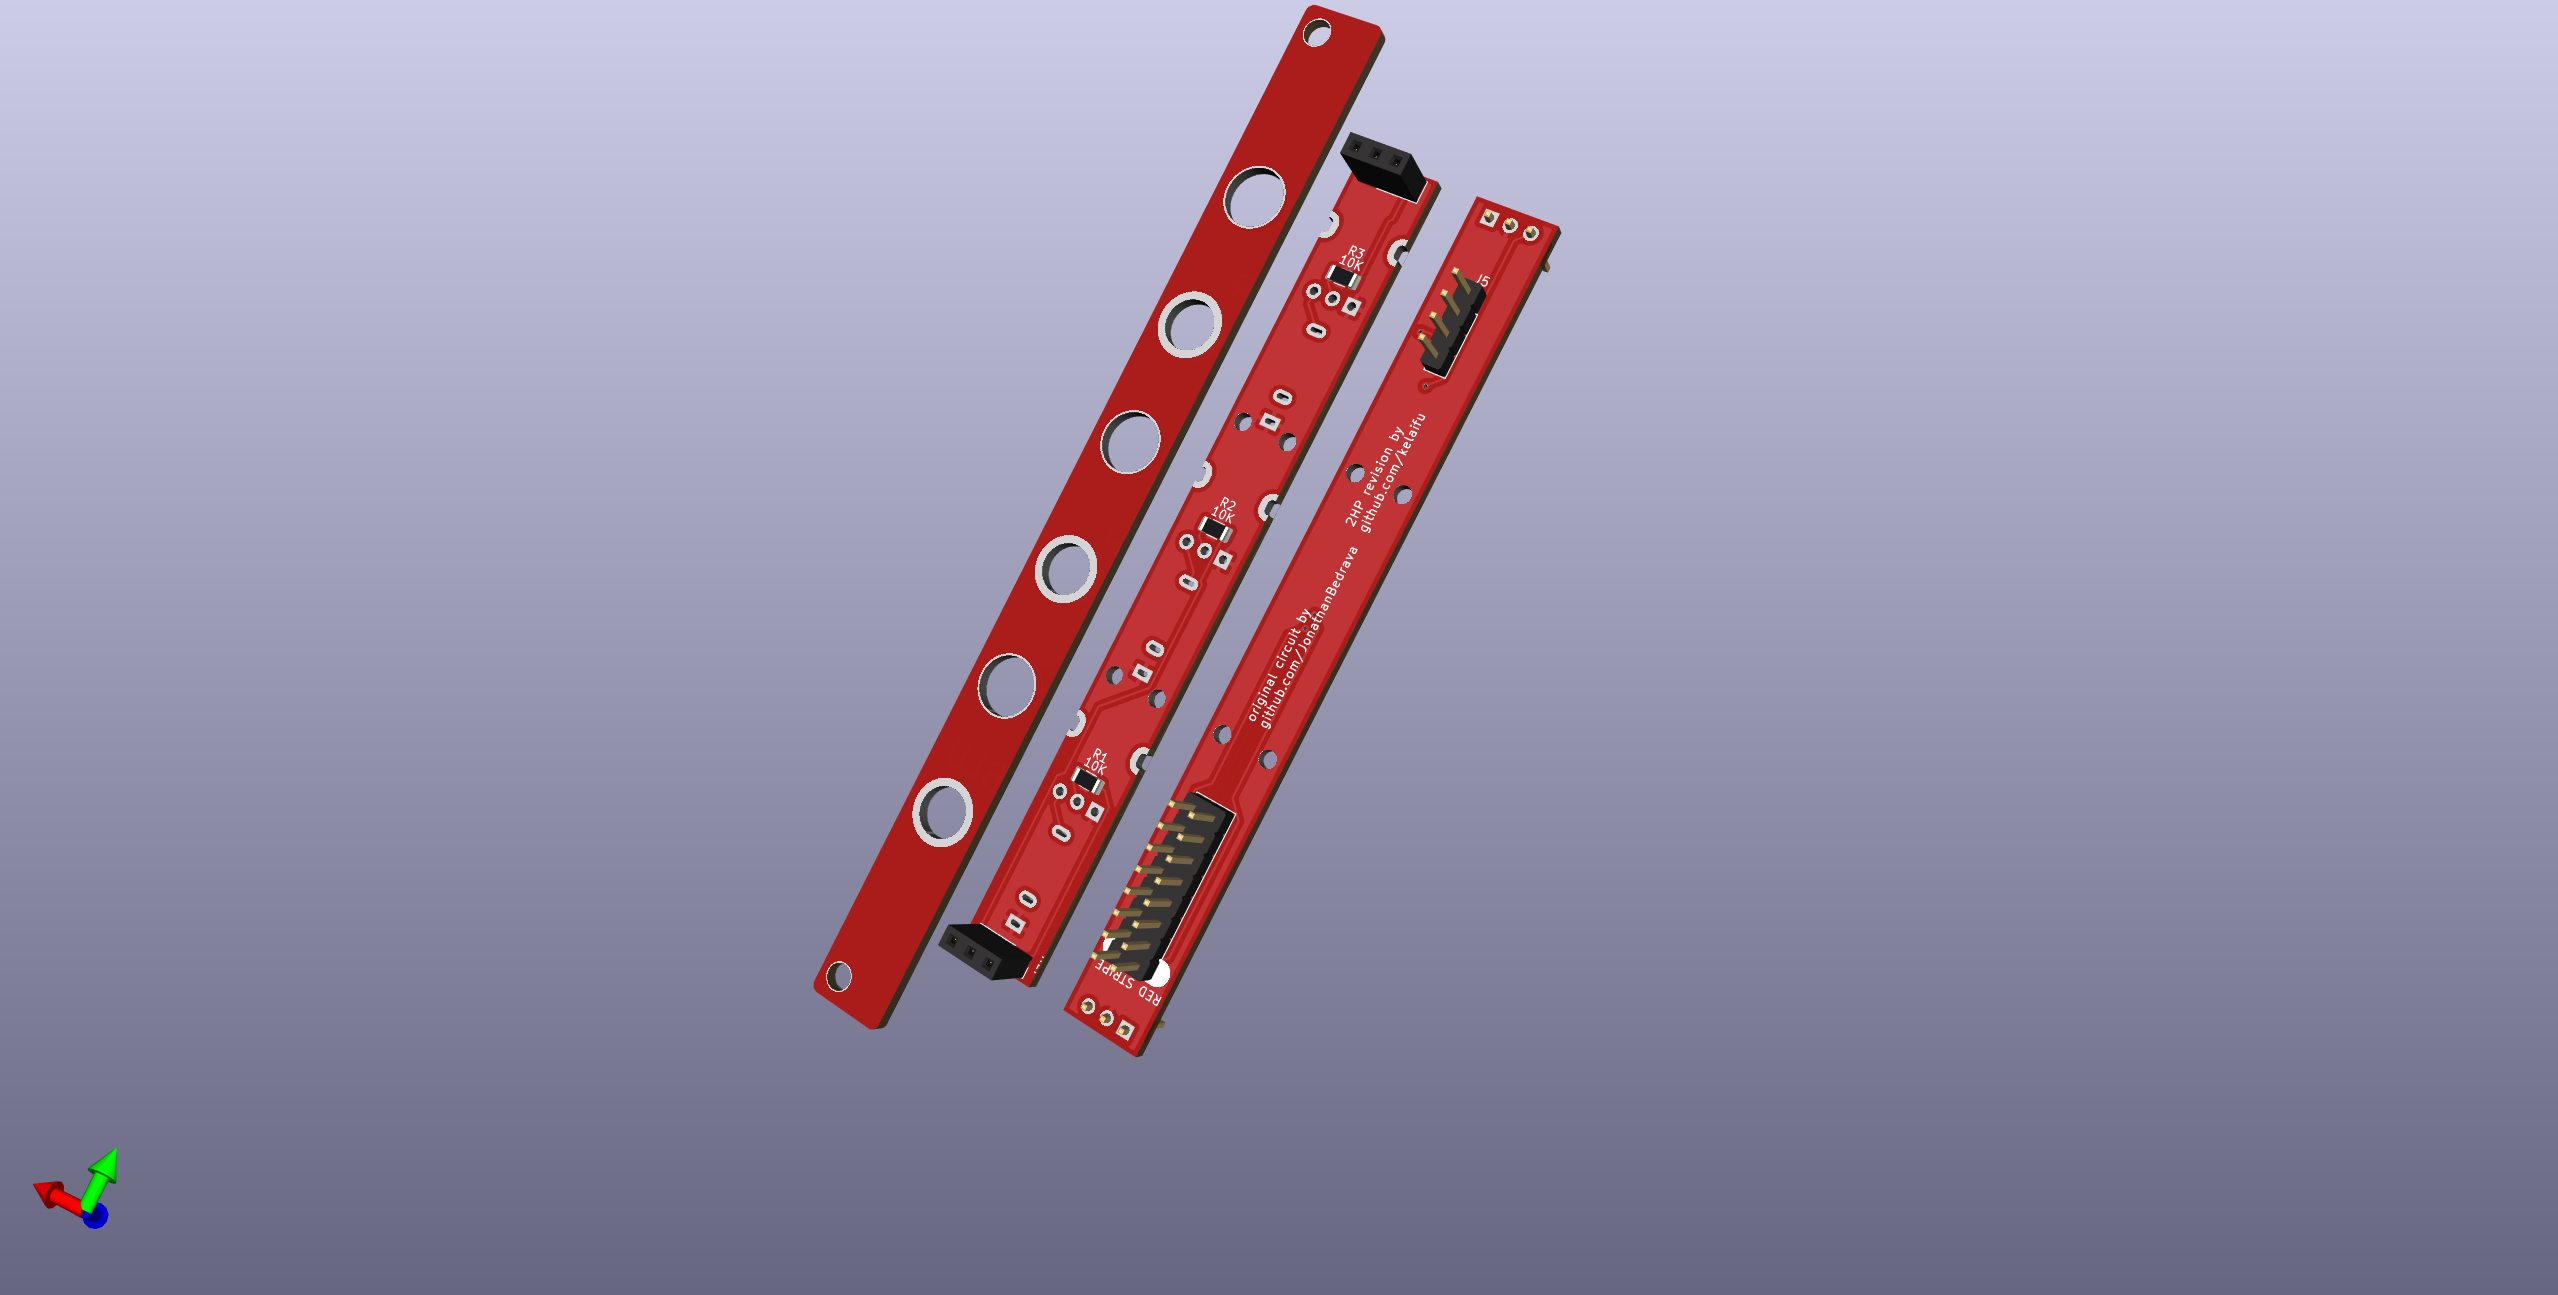 R3
10K
R2
10K
R1
10K
J5
2HP revision by
github.com/kelaifu
original circuit by
github.com/JonathanBedrava
RED STRIPE